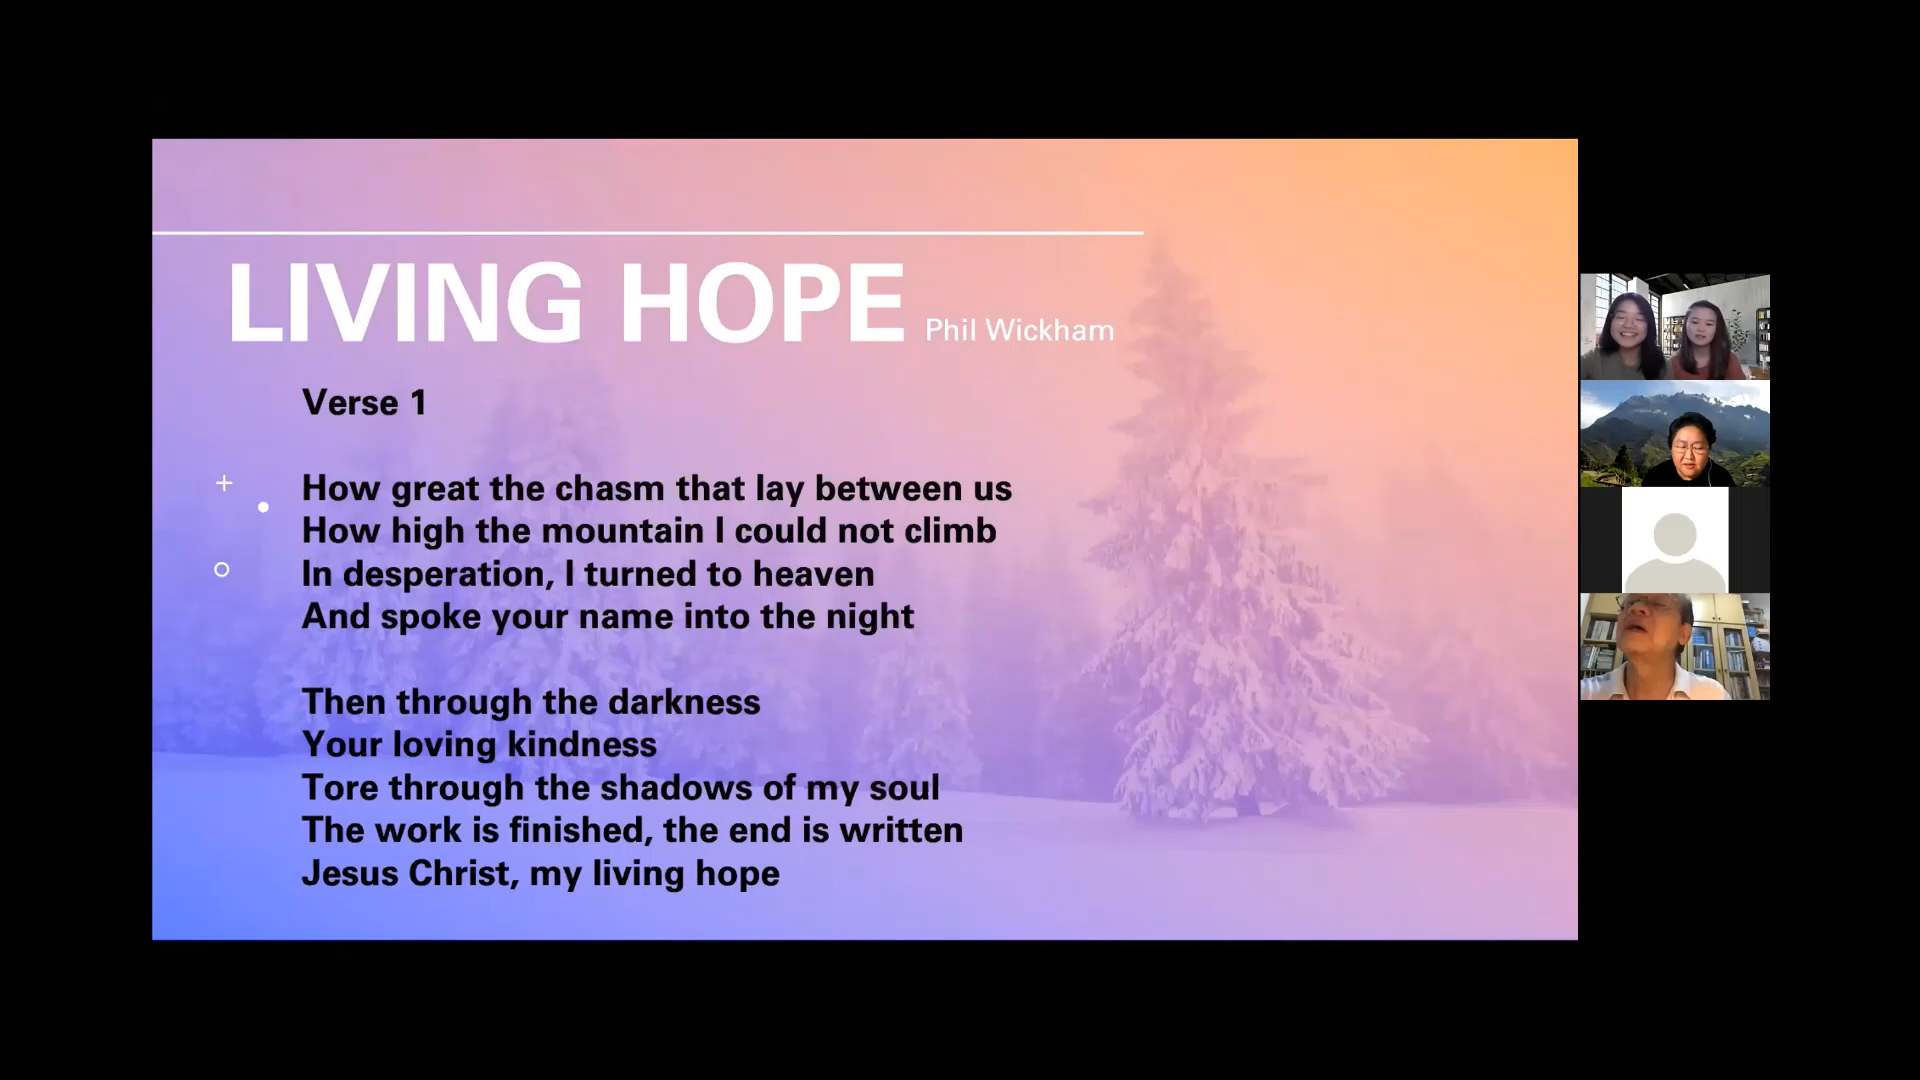 LIVING HOPE Phil Wickham
Verse 1
How great the chasm that lay between us
How high the mountain I could not climb
In desperation, I turned to heaven
And spoke your name into the night
Then through the darkness
Your loving kindness
Tore through the shadows of my soul
The work is finished, the end is written
Jesus Christ, my living hope